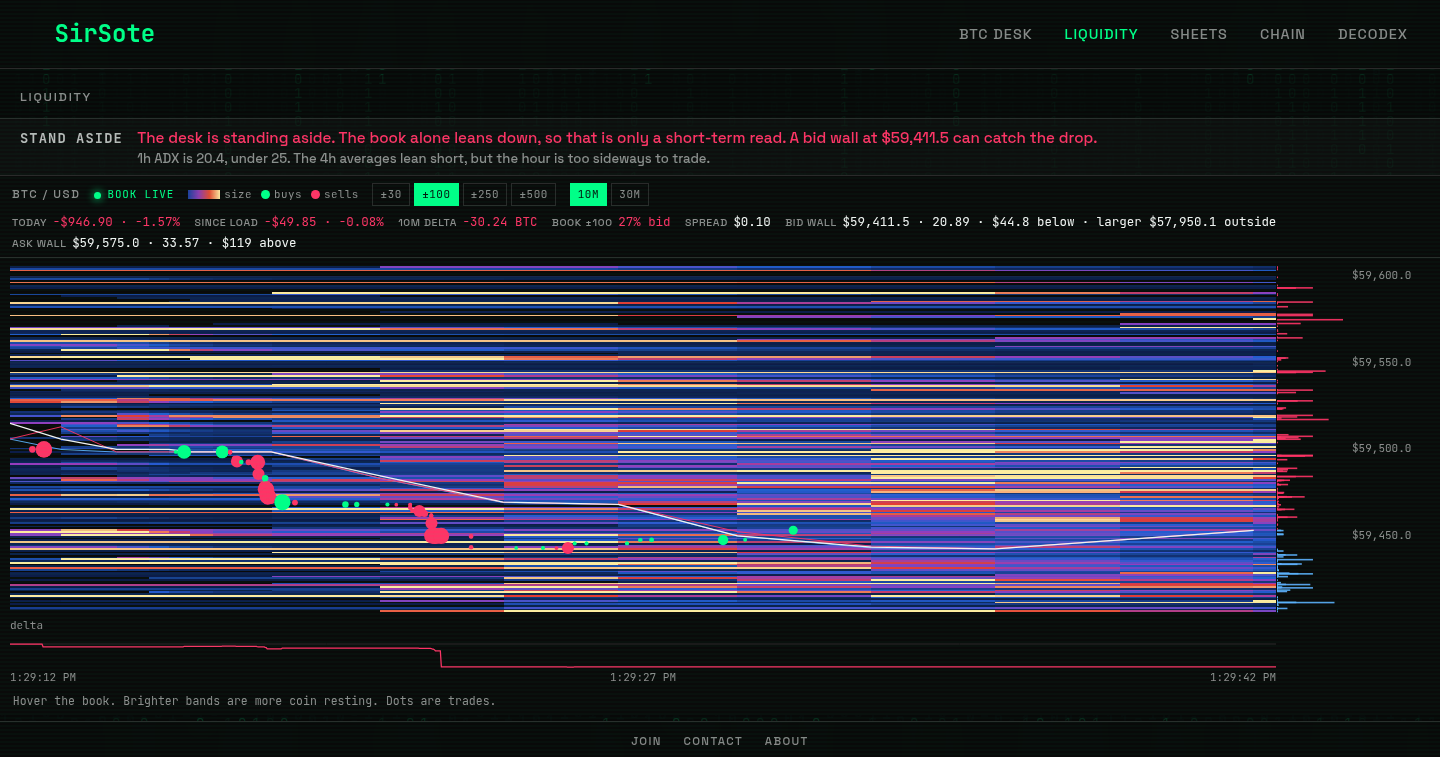 SirSote
BTC DESK LIQUIDITY SHEETS CHAIN DECODEX
LIQUIDITY
STAND ASIDE The desk is standing aside. The book alone leans down, so that is only a short-term read. A bid wall at $59,411.5 can catch the drop.
1h ADX is 20.4, under 25. The 4h averages lean short, but the hour is too sideways to trade.
BTC / USD BOOK LIVE size buys sells ±30 ±100 ±250 ±500 10M 30M
TODAY -$946.90 · -1.57% SINCE LOAD -$49.85 · -0.08% 10M DELTA -30.24 BTC BOOK ±100 27% bid SPREAD $0.10 BID WALL $59,411.5 · 20.89 · $44.8 below · larger $57,950.1 outside
ASK WALL $59,575.0 · 33.57 · $119 above
$59,600.0
$59,550.0
$59,500.0
$59,450.0
delta
1:29:12 PM 1:29:27 PM 1:29:42 PM
Hover the book. Brighter bands are more coin resting. Dots are trades.
JOIN CONTACT ABOUT